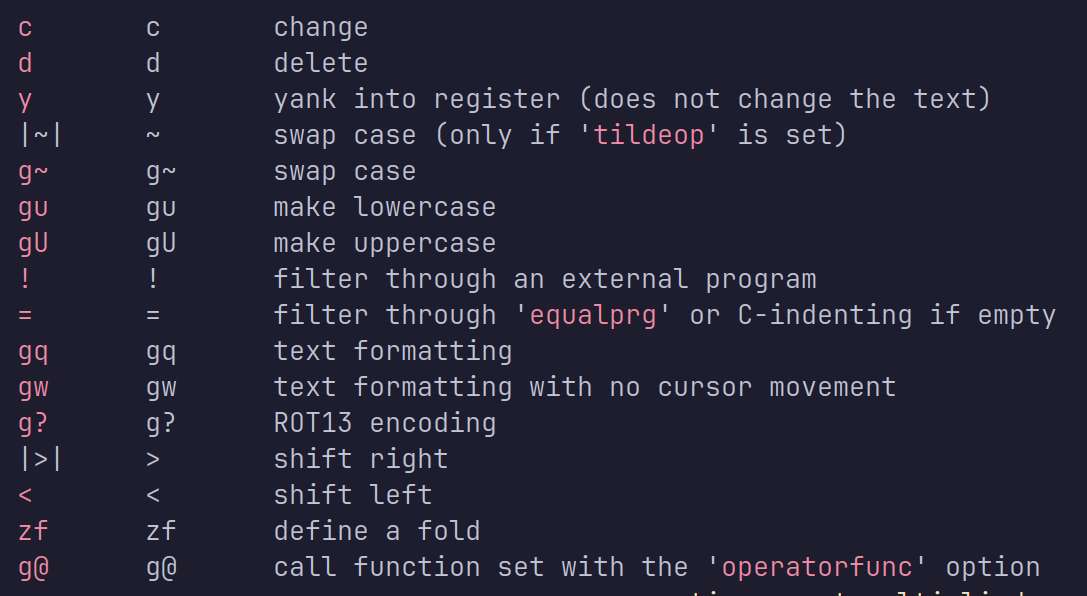 c c change
d d delete
y y yank into register (does not change the text)
|~| ~ swap case (only if 'tildeop' is set)
g~ g~ swap case
gu gu make lowercase
gU gU make uppercase
! ! filter through an external program
= = filter through 'equalprg' or C-indenting if empty
gq gq text formatting
gw gw text formatting with no cursor movement
g? g? ROT13 encoding
|>| > shift right
< < shift left
zf zf define a fold
g@ g@ call function set with the 'operatorfunc' option